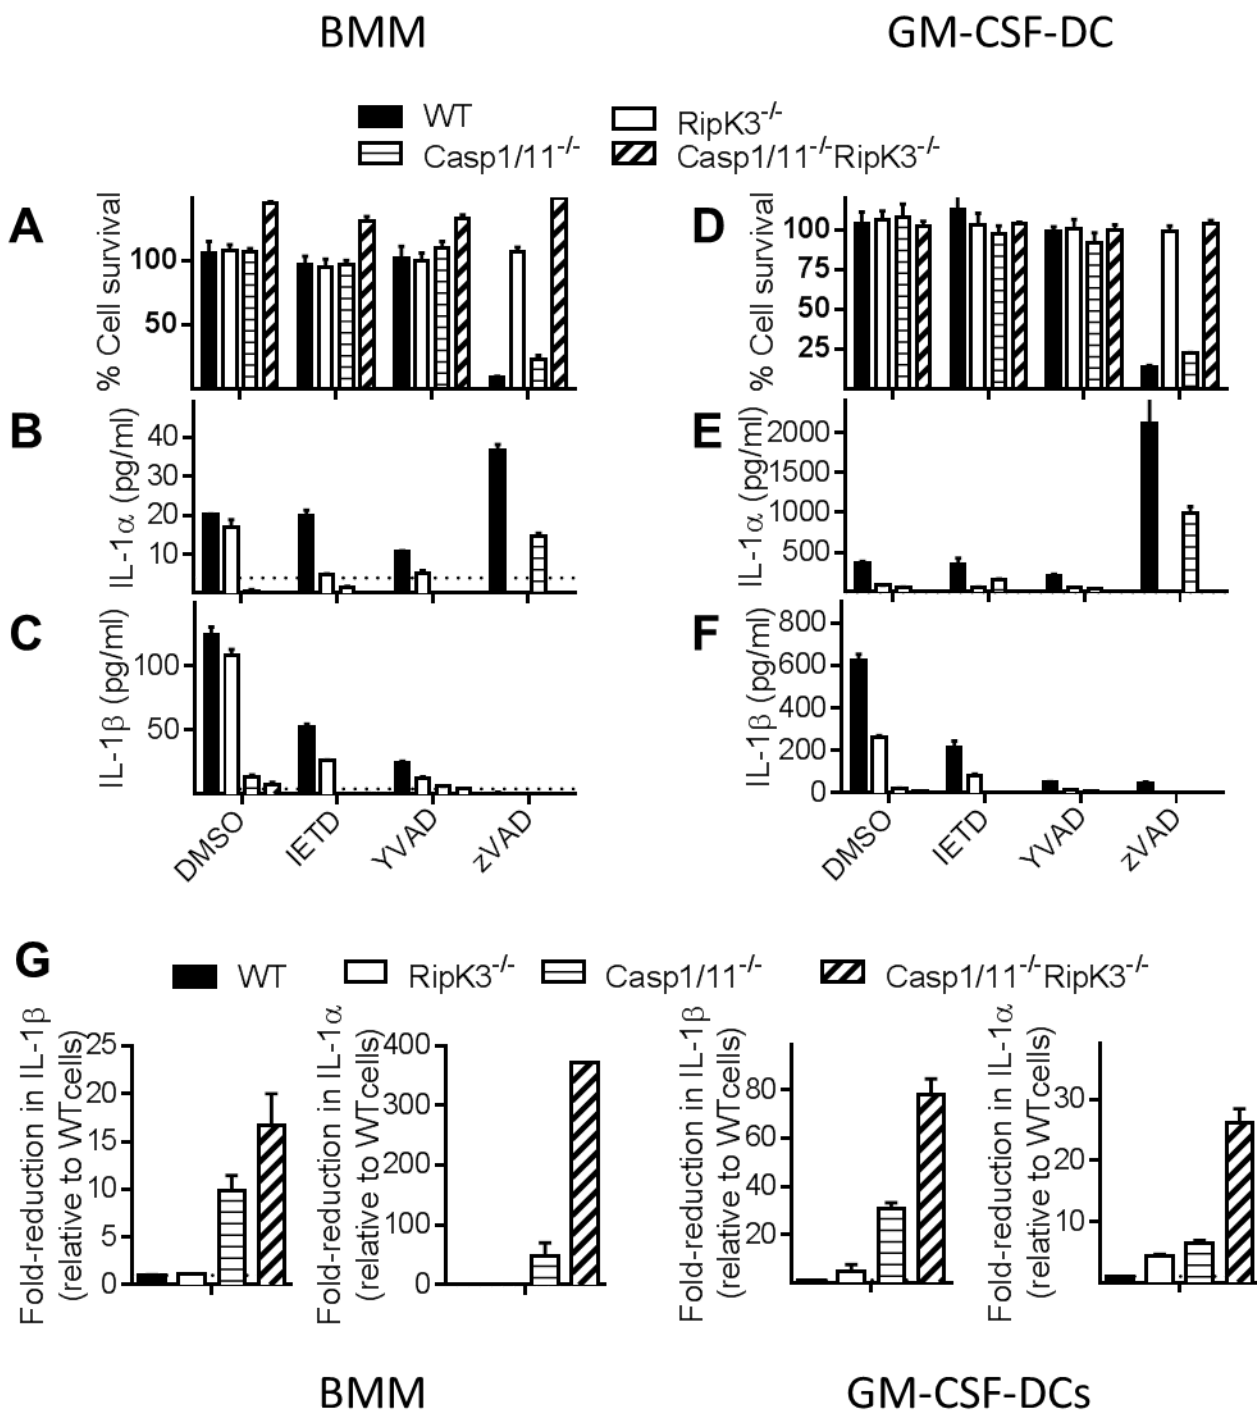 BMM GM-CSF-DC
WT RipK3-/-
Casp1/11-/- Casp1/11-/-RipK3-/-
A
% Cell survival
100
50
D
% Cell survival
100
75
50
25
B
IL-1α (pg/ml)
40
30
20
10
E
IL-1α (pg/ml)
2000
1500
1000
500
C
IL-1β (pg/ml)
100
50
F
IL-1β (pg/ml)
800
600
400
200
0
DMSO IETD YVAD zVAD
DMSO IETD YVAD zVAD
G
WT RipK3-/- Casp1/11-/- Casp1/11-/-RipK3-/-
Fold-reduction in IL-1β
(relative to WTcells)
25
20
15
10
5
0
Fold-reduction in IL-1α
(relative to WTcells)
400
300
200
100
0
Fold-reduction in IL-1β
(relative to WTcells)
80
60
40
20
Fold-reduction in IL-1α
(relative to WTcells)
30
20
10
BMM GM-CSF-DCs